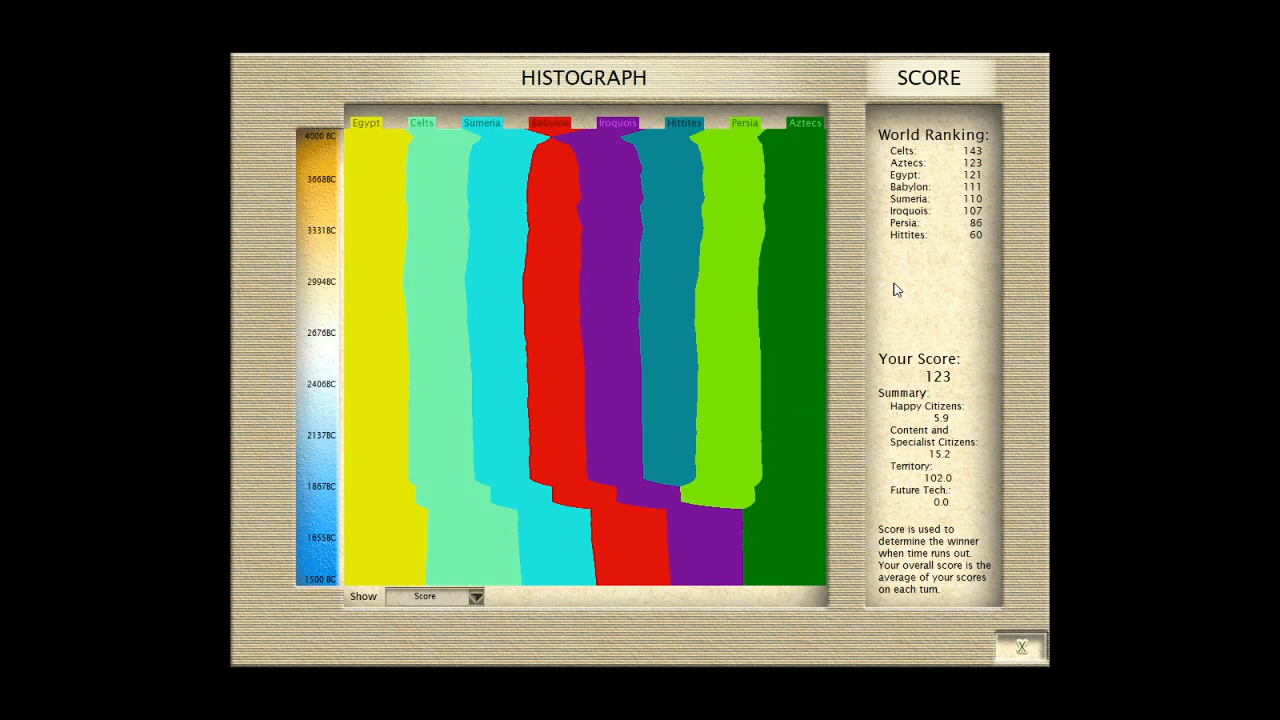 HISTOGRAPH
SCORE
Egypt Celts Sumeria Babylon Iroquois Hittites Persia Aztecs
4000 BC
3668BC
3331BC
2994BC
2676BC
2406BC
2137BC
1867BC
1655BC
1500 BC
Show Score
World Ranking:
Celts: 143
Aztecs: 123
Egypt: 121
Babylon: 111
Sumeria: 110
Iroquois: 107
Persia: 86
Hittites: 60
Your Score:
123
Summary:
Happy Citizens:
5.9
Content and
Specialist Citizens:
15.2
Territory:
102.0
Future Tech.:
0.0
Score is used to
determine the winner
when time runs out.
Your overall score is the
average of your scores
on each turn.
X